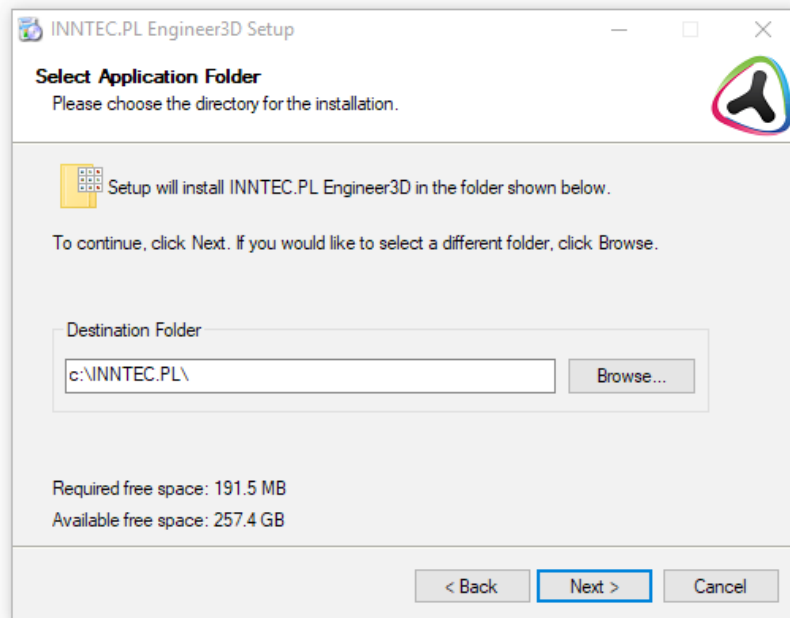 INNTEC.PL Engineer3D Setup
Select Application Folder
Please choose the directory for the installation.
Setup will install INNTEC.PL Engineer3D in the folder shown below.
To continue, click Next. If you would like to select a different folder, click Browse.
Destination Folder
c:\INNTEC.PL\
Browse...
Required free space: 191.5 MB
Available free space: 257.4 GB
< Back
Next >
Cancel